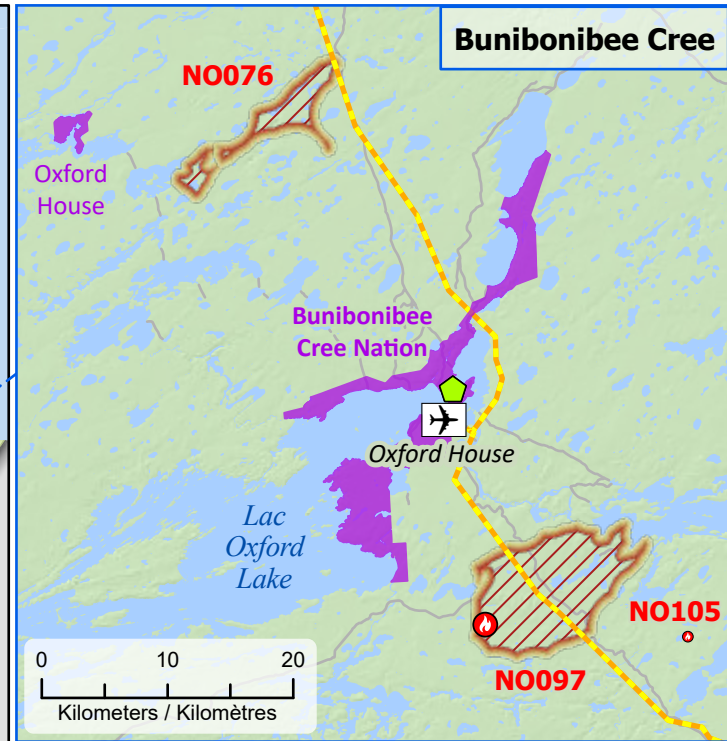 Bunibonibee Cree
NO076
Oxford
House
Bunibonibee
Cree Nation
Oxford House
Lac
Oxford
Lake
NO105
NO097
0 10 20
Kilometers / Kilomètres